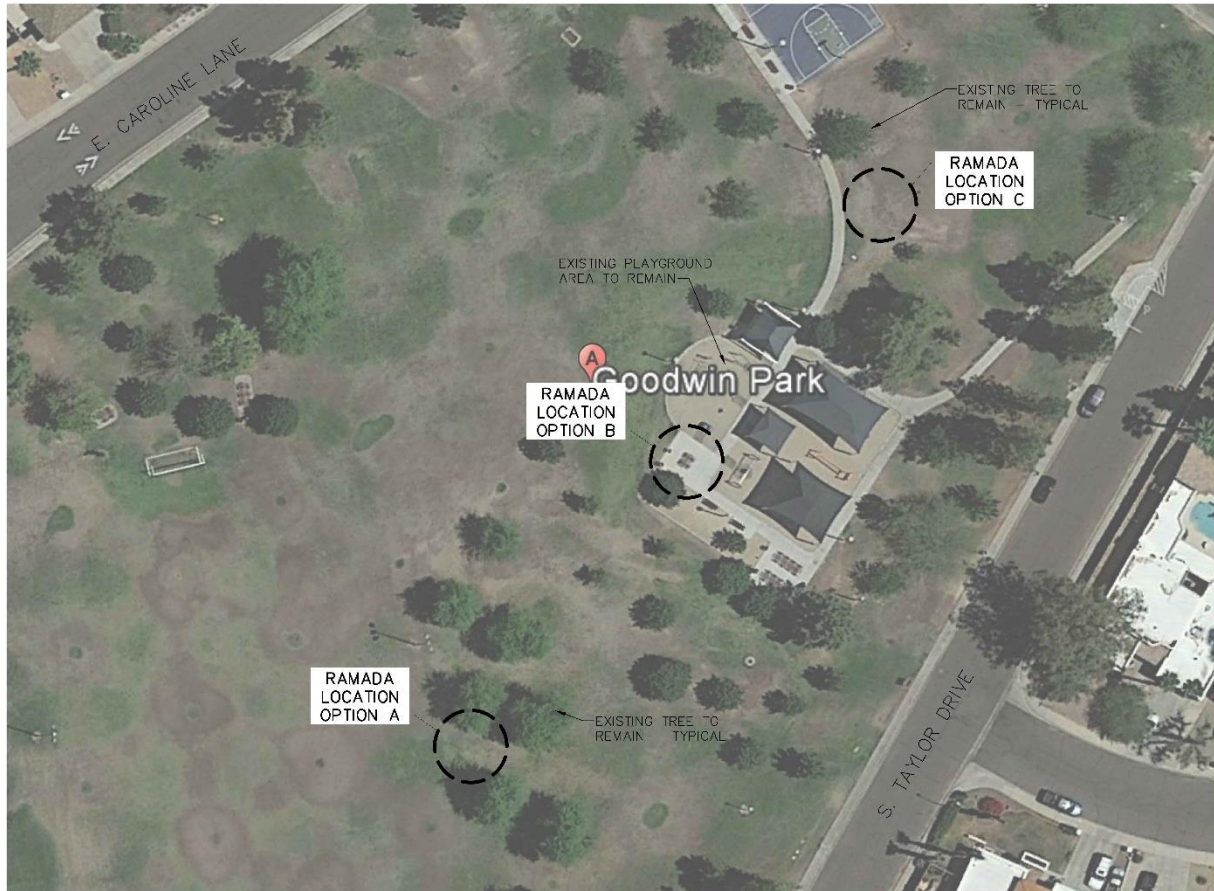 E. CAROLINE LANE
EXISTING TREE TO
REMAIN - TYPICAL
RAMADA
LOCATION
OPTION C
EXISTING PLAYGROUND
AREA TO REMAIN
A
Goodwin Park
RAMADA
LOCATION
OPTION B
RAMADA
LOCATION
OPTION A
EXISTING TREE TO
REMAIN TYPICAL
S. TAYLOR DRIVE